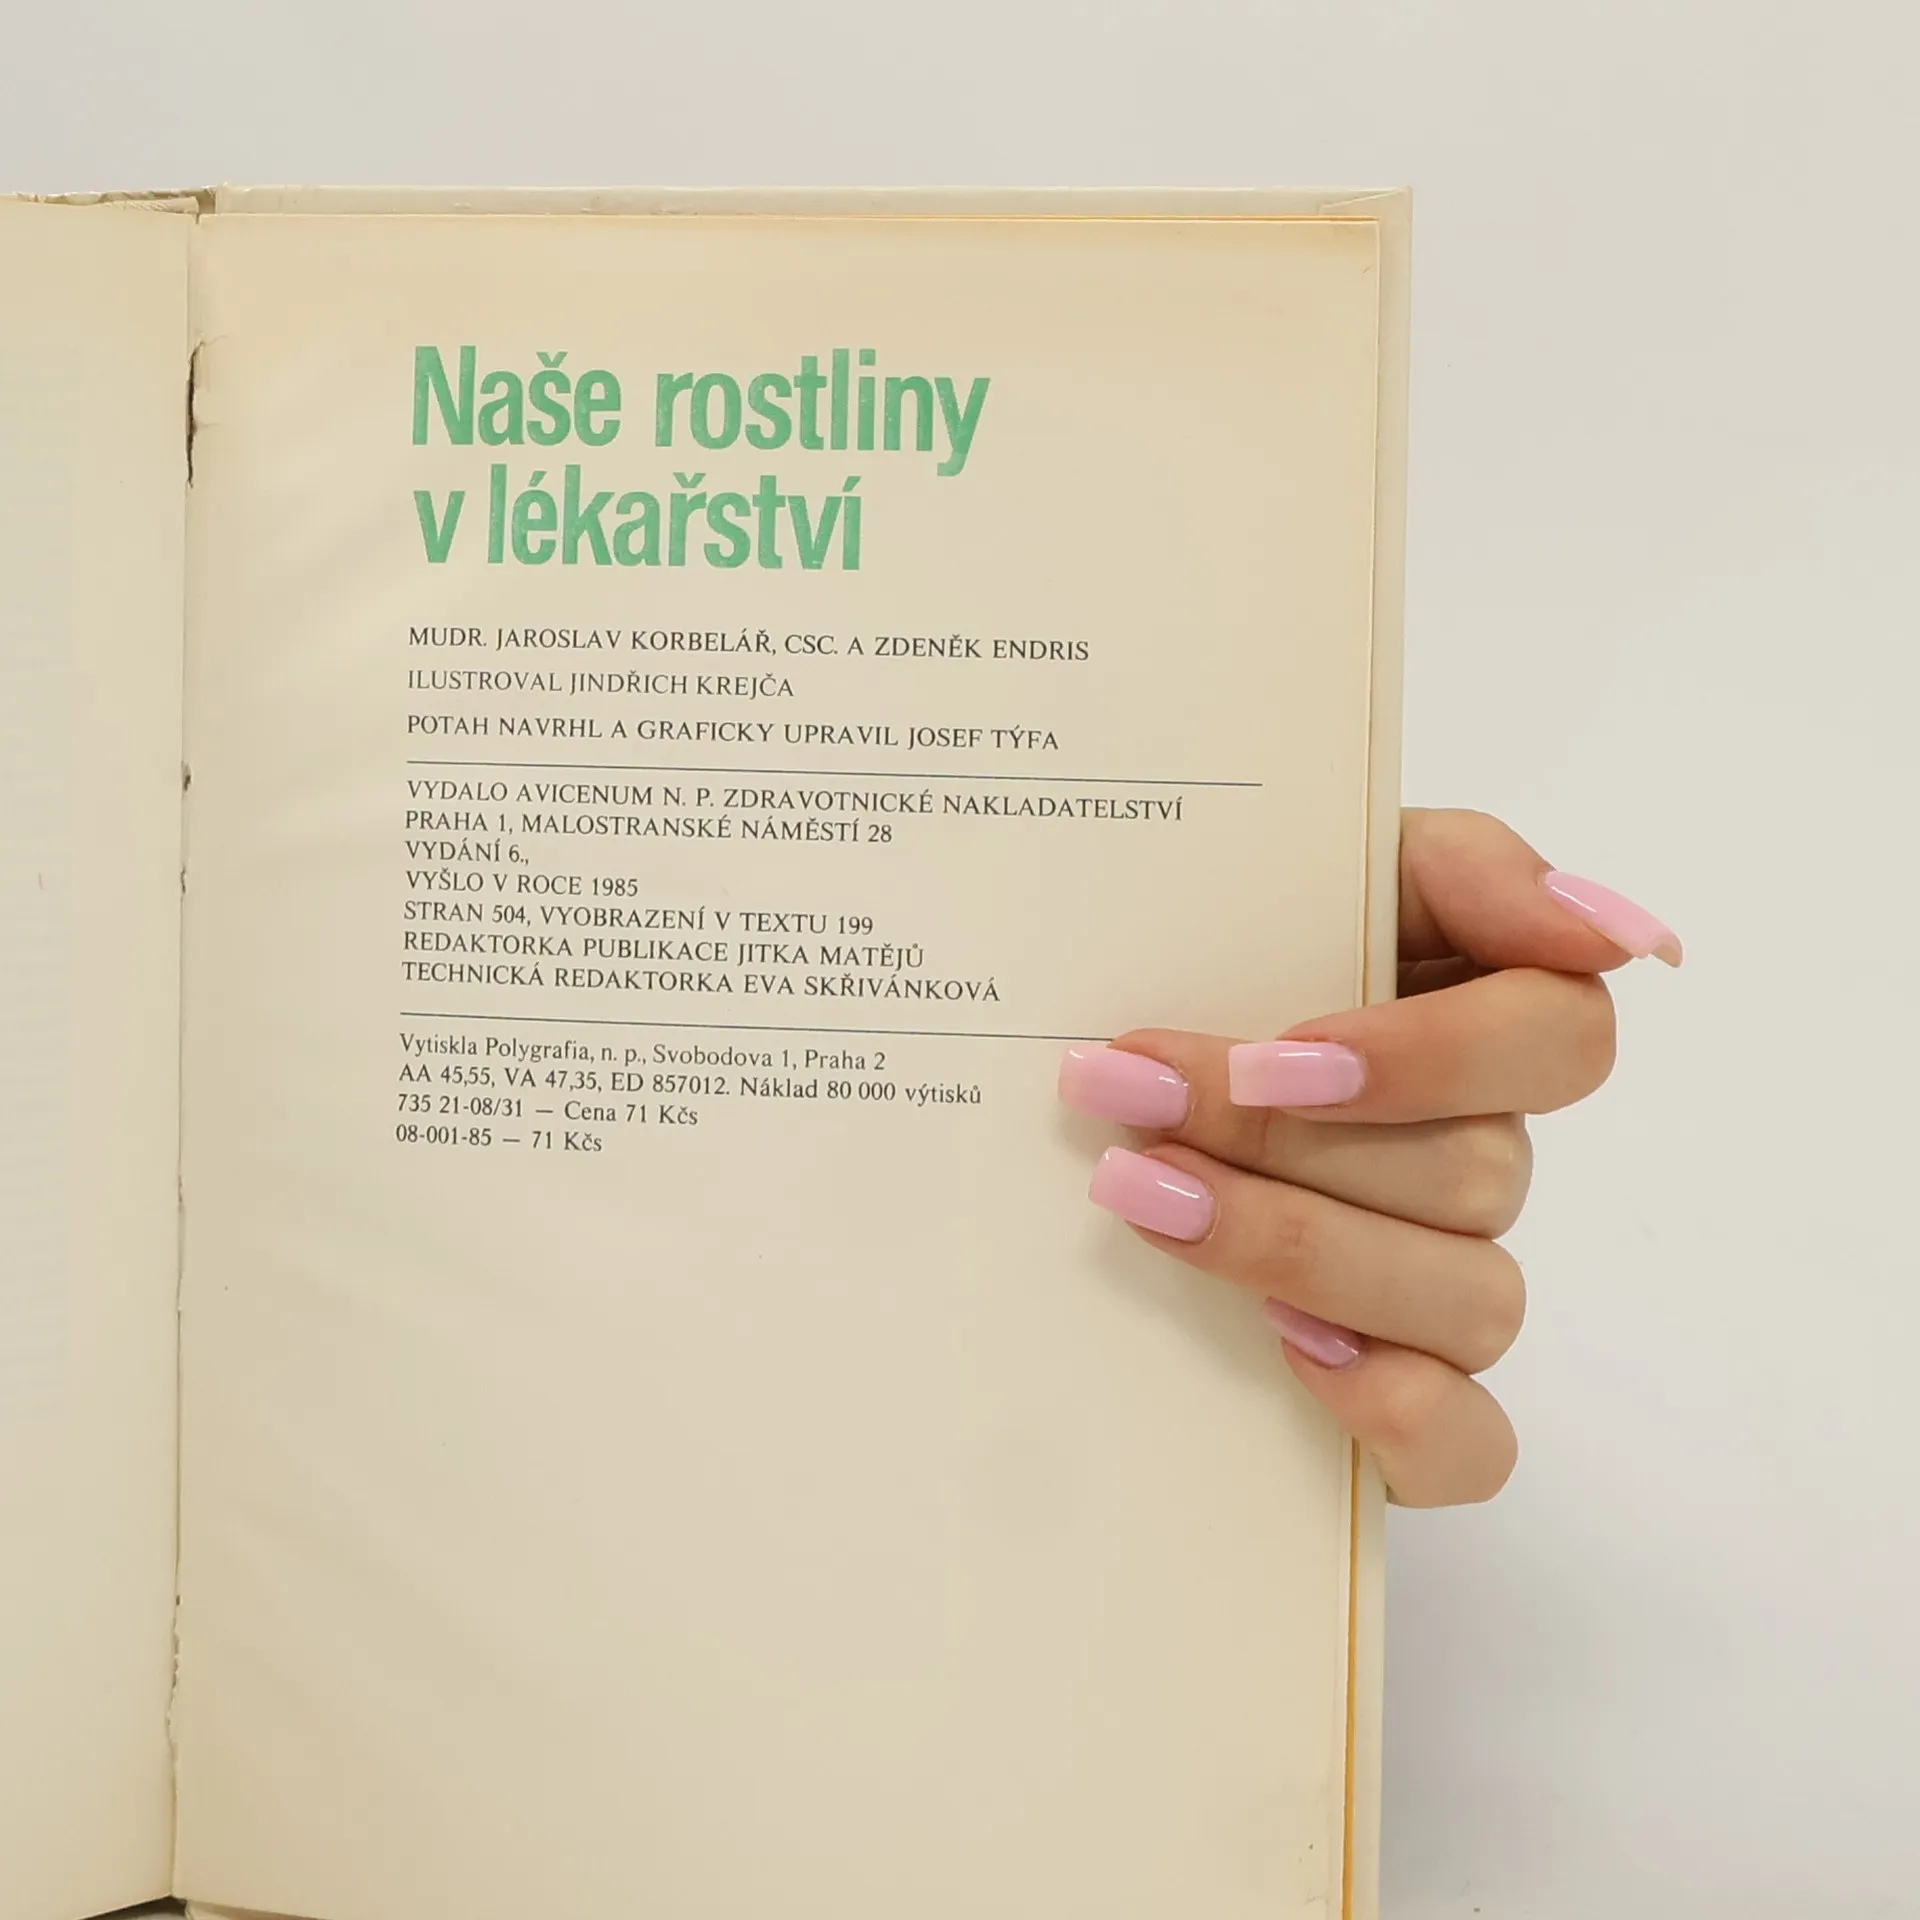 Naše rostliny
v lékařství
MUDR. JAROSLAV KORBELÁŘ, CSC. A ZDENĚK ENDRIS
ILUSTROVAL JINDŘICH KREJČA
POTAH NAVRHL A GRAFICKY UPRAVIL JOSEF TÝFA
VYDALO AVICENUM N. P. ZDRAVOTNICKÉ NAKLADATELSTVÍ
PRAHA 1, MALOSTRANSKÉ NÁMĚSTÍ 28
VYDÁNÍ 6.,
VYŠLO V ROCE 1985
STRAN 504, VYOBRAZENÍ V TEXTU 199
REDAKTORKA PUBLIKACE JITKA MATĚJŮ
TECHNICKÁ REDAKTORKA EVA SKŘIVÁNKOVÁ
Vytiskla Polygrafia, n. p., Svobodova 1, Praha 2
AA 45,55, VA 47,35, ED 857012. Náklad 80 000 výtisků
735 21-08/31 — Cena 71 Kčs
08-001-85 — 71 Kčs